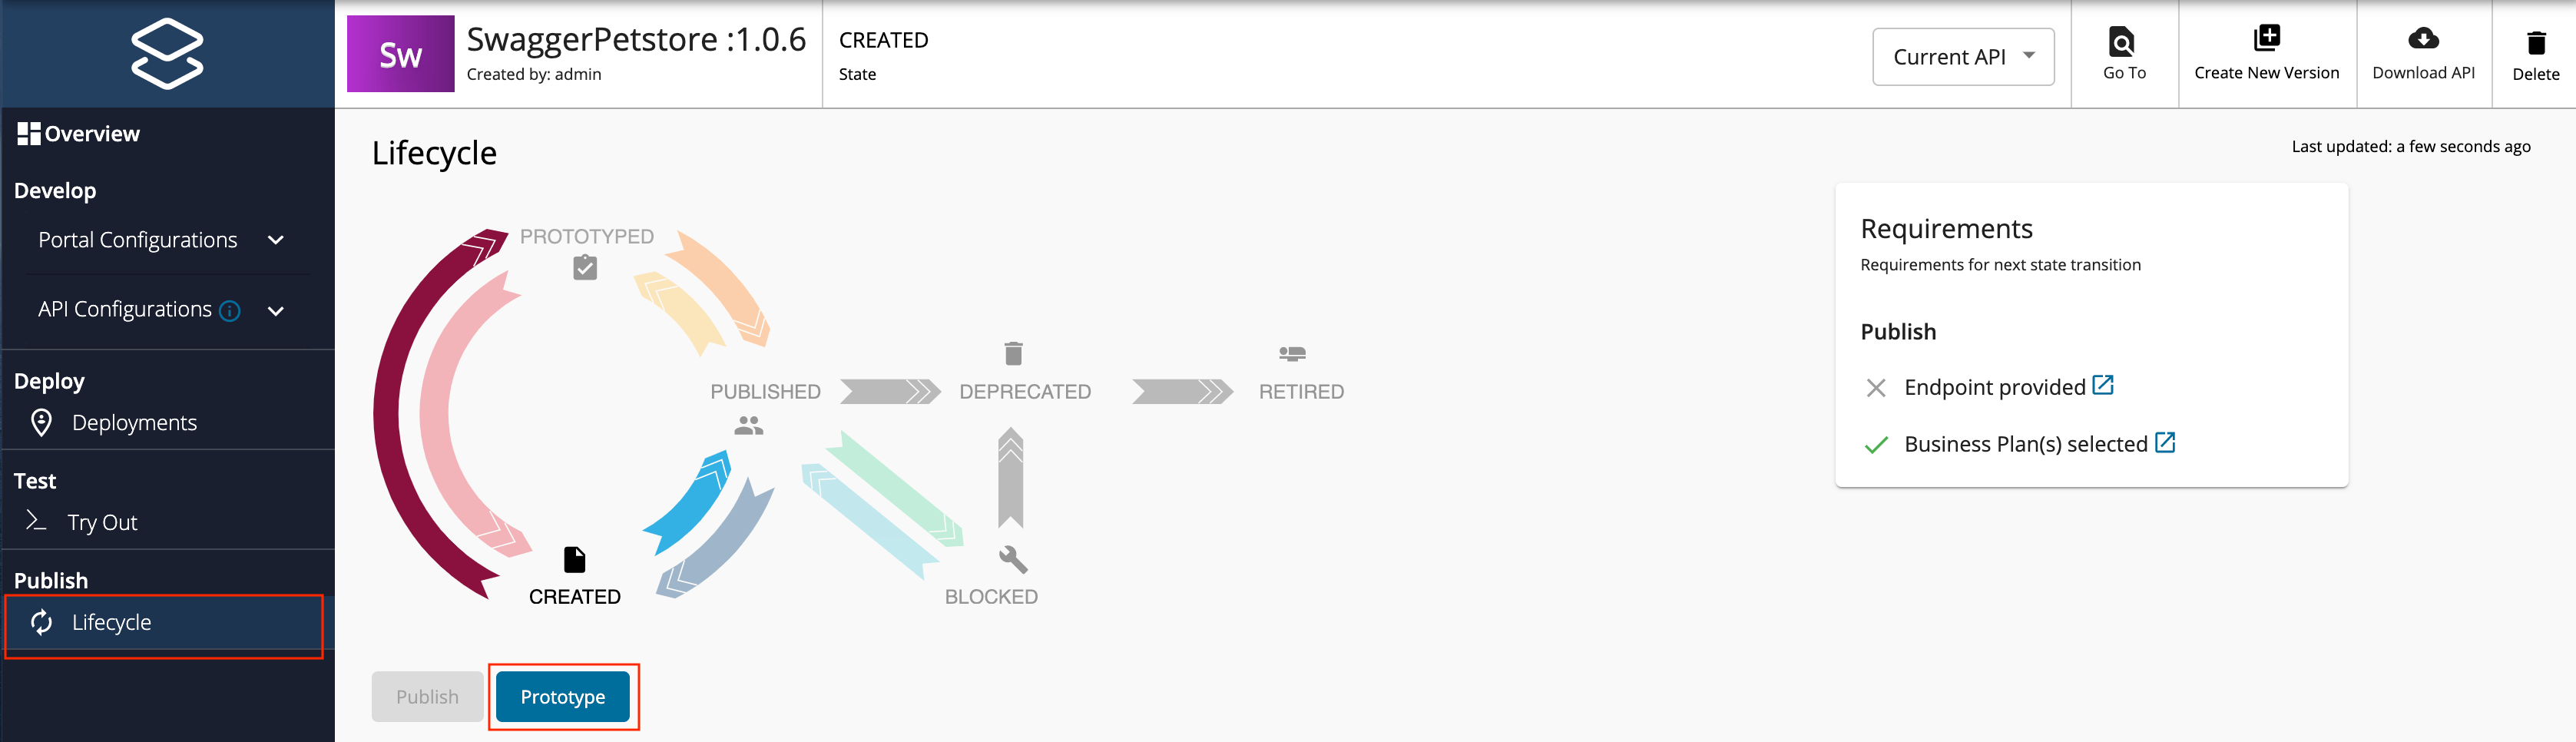 Sw
SwaggerPetstore :1.0.6
Created by: admin
CREATED
State
Current API
Go To
Create New Version
Download API
Delete
Overview
Develop
Portal Configurations
API Configurations
Deploy
Deployments
Test
Try Out
Publish
Lifecycle
Lifecycle
Last updated: a few seconds ago
PROTOTYPED
PUBLISHED
DEPRECATED
RETIRED
CREATED
BLOCKED
Publish
Prototype
Requirements
Requirements for next state transition
Publish
Endpoint provided
Business Plan(s) selected